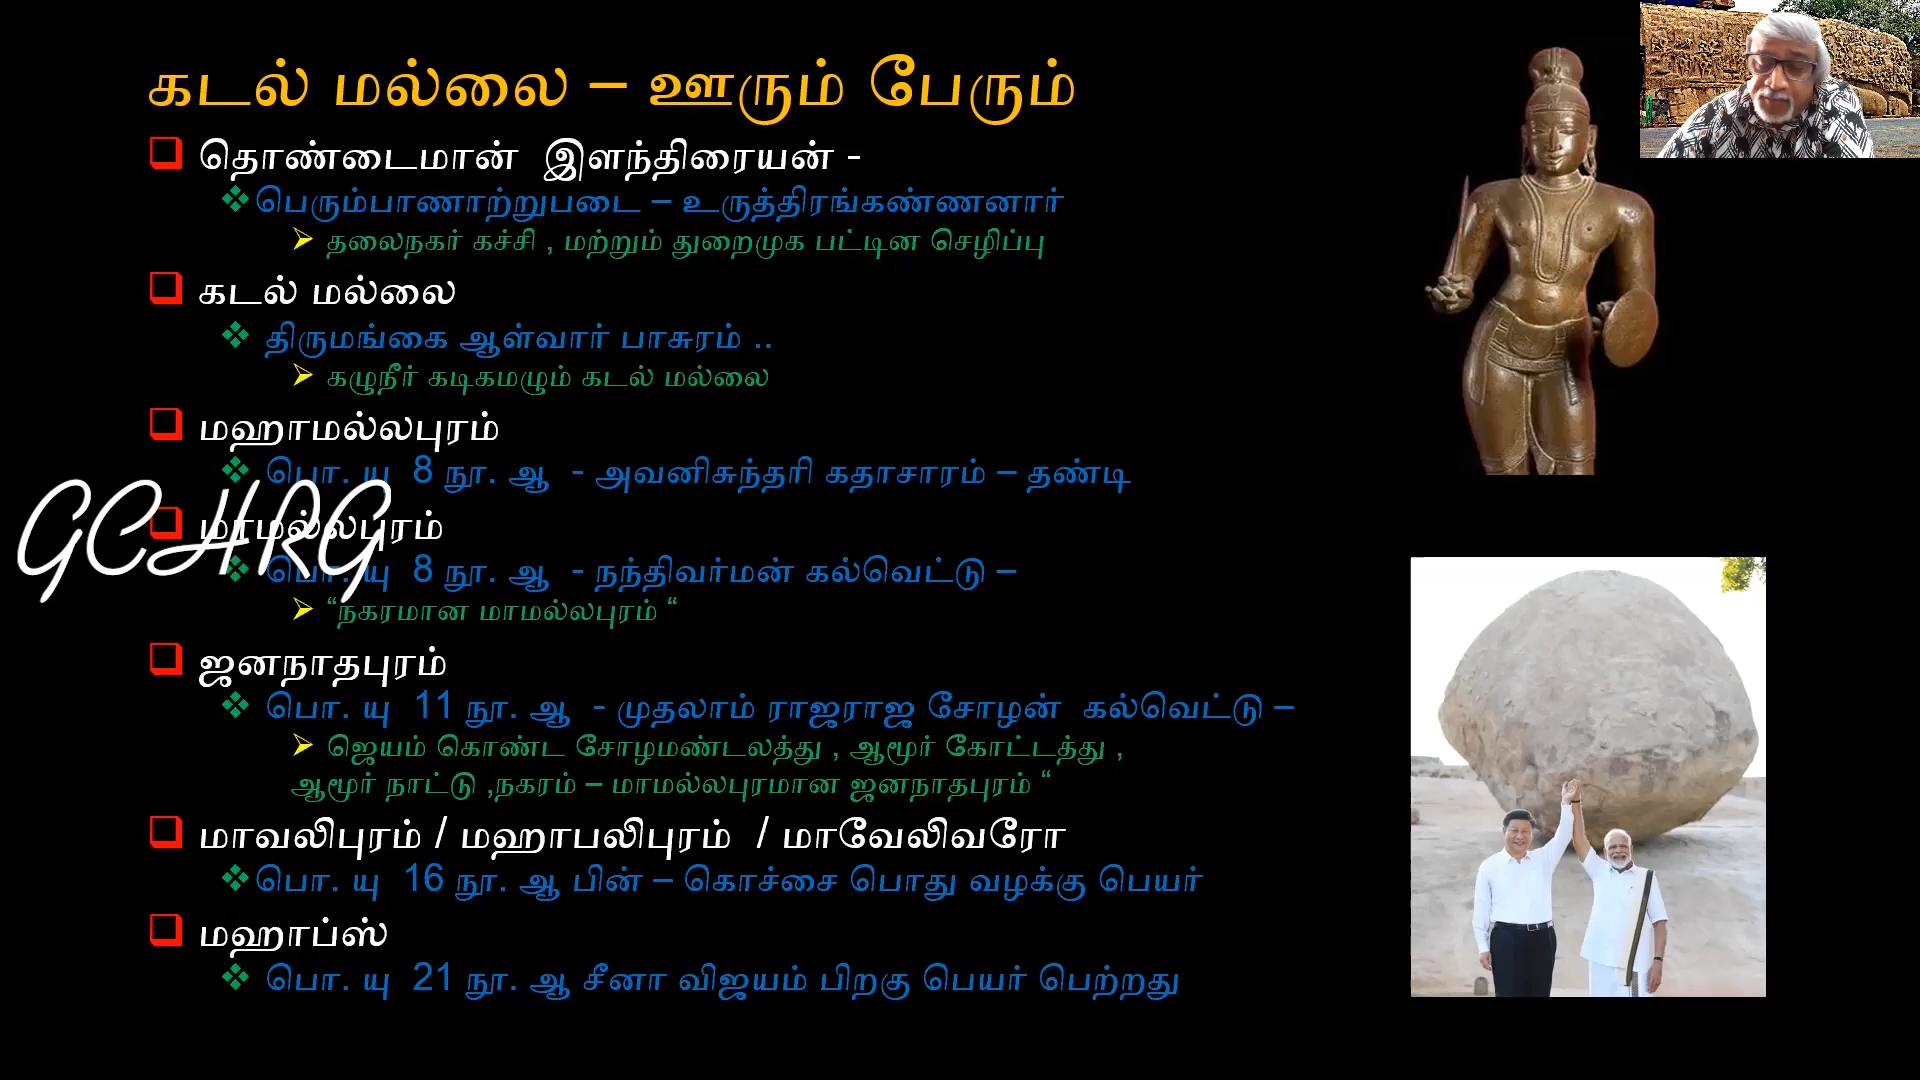 கடல் மல்லை – ஊரும் பேரும்
தொண்டைமான் இளந்திரையன் -
பெரும்பாணாற்றுபடை – உருத்திரங்கண்ணனார்
தலைநகர் கச்சி , மற்றும் துறைமுக பட்டின செழிப்பு
கடல் மல்லை
திருமங்கை ஆள்வார் பாசுரம் ..
கழுநீர் கடிகமழும் கடல் மல்லை
மஹாமல்லபுரம்
பொ. யு 8 நூ. ஆ - அவனிசுந்தரி கதாசாரம் – தண்டி
மாமல்லபுரம்
பொ. யு 8 நூ. ஆ - நந்திவர்மன் கல்வெட்டு –
“நகரமான மாமல்லபுரம் “
GCHRG
ஜனநாதபுரம்
பொ. யு 11 நூ. ஆ - முதலாம் ராஜராஜ சோழன் கல்வெட்டு –
ஜெயம் கொண்ட சோழமண்டலத்து , ஆமூர் கோட்டத்து ,
ஆமூர் நாட்டு ,நகரம் – மாமல்லபுரமான ஜனநாதபுரம் “
மாவலிபுரம் / மஹாபலிபுரம் / மாவேலிவரோ
பொ. யு 16 நூ. ஆ பின் – கொச்சை பொது வழக்கு பெயர்
மஹாப்ஸ்
பொ. யு 21 நூ. ஆ சீனா விஜயம் பிறகு பெயர் பெற்றது